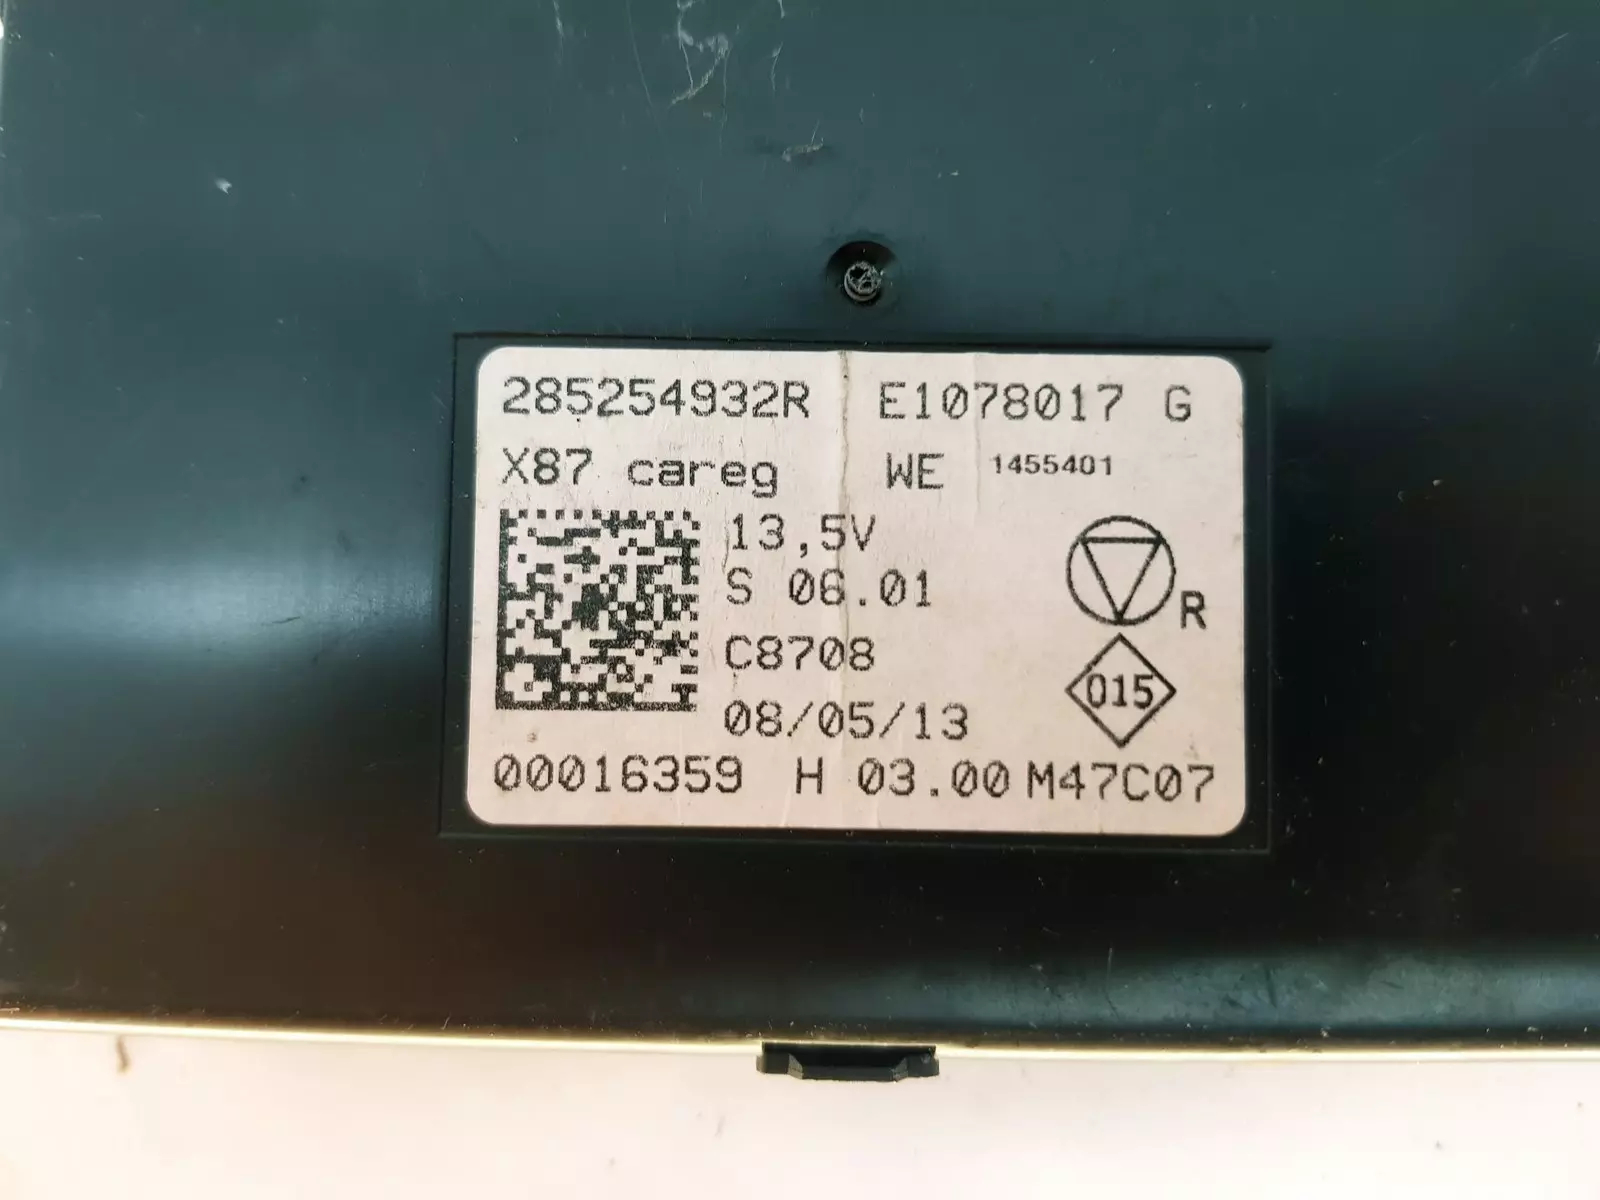 285254932R E1078017 G
X87 careg WE 1455401
13,5V
S 06.01
R
C8708
015
08/05/13
00016359 H 03.00 M47C07